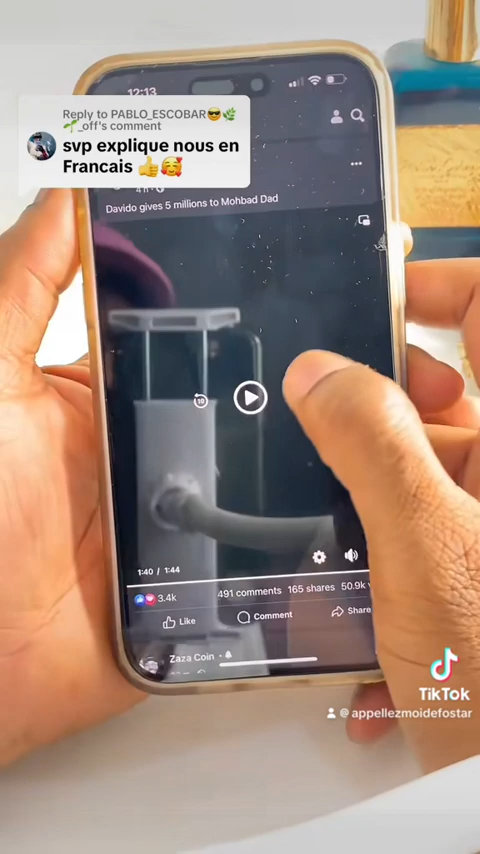 12:13
Reply to PABLO_ESCOBAR😎🌿
🌱_off's comment
svp explique nous en
Francais 👍🥰
Davido gives 5 millions to Mohbad Dad
10
1:40 / 1:44
3.4k
491 comments 165 shares 50.9k
Like
Comment
Share
Zaza Coin
TikTok
@appellezmoidefostar